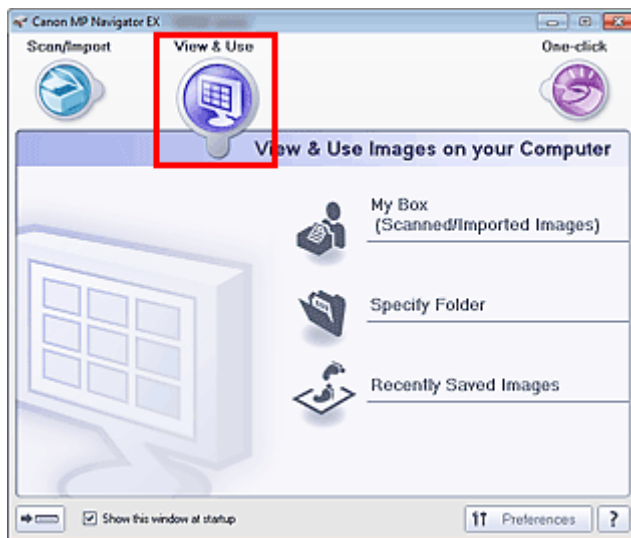 Canon MP Navigator EX
Scan/Import
View & Use
One-click
View & Use Images on your Computer
My Box
(Scanned/Imported Images)
Specify Folder
Recently Saved Images
Show this window at startup
Preferences
?